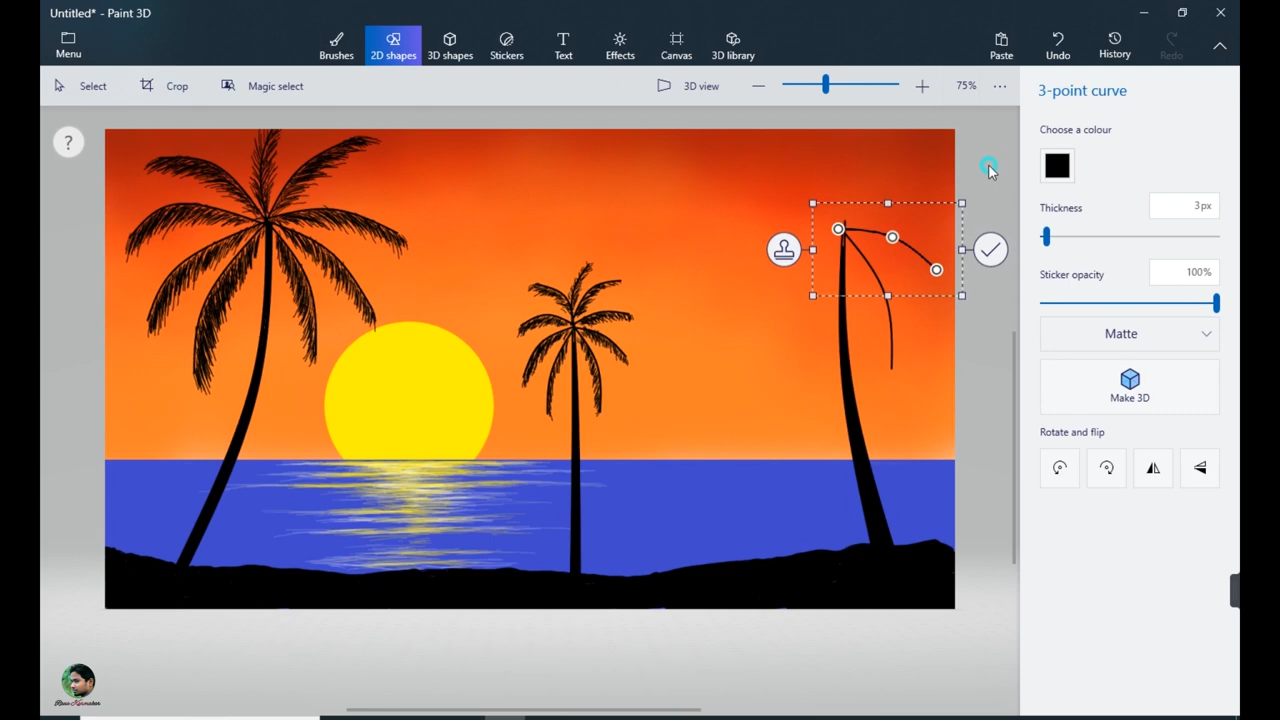 Untitled* - Paint 3D
Menu
Brushes
2D shapes
3D shapes
Stickers
Text
Effects
Canvas
3D library
Paste
Undo
History
Redo
Select
Crop
Magic select
3D view
75%
3-point curve
?
Choose a colour
Thickness
3px
Sticker opacity
100%
Matte
Make 3D
Rotate and flip